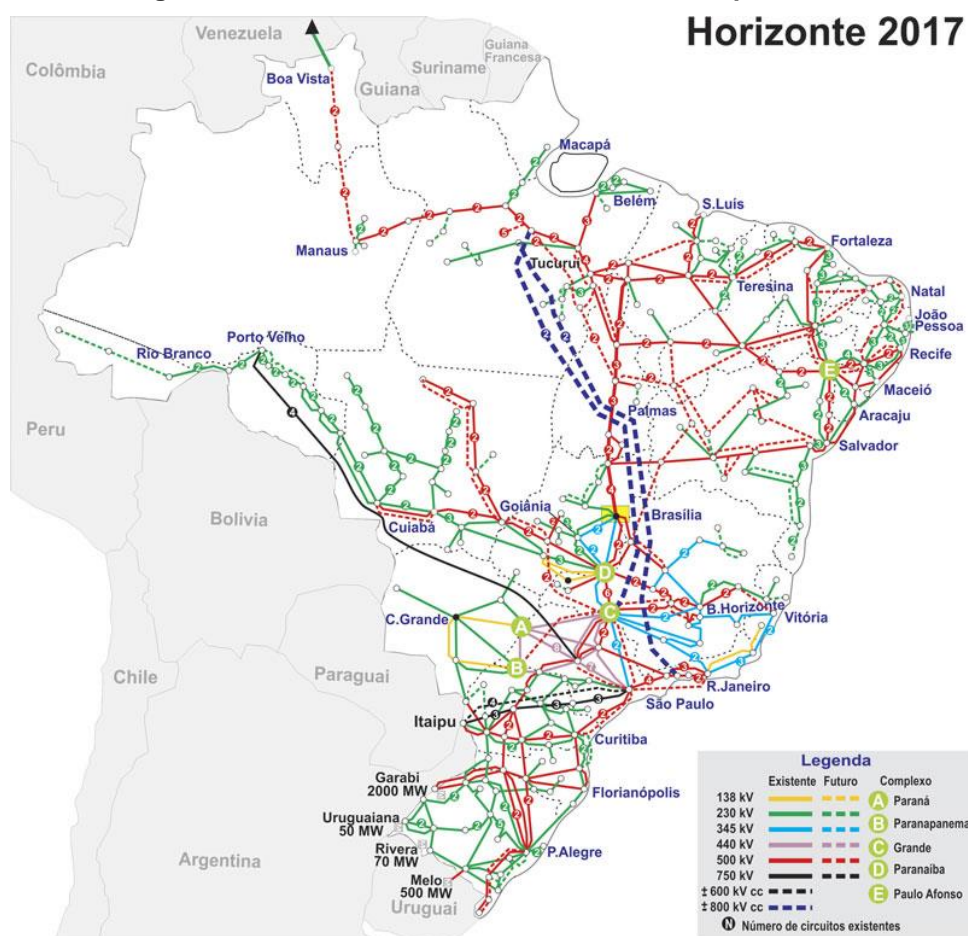 Horizonte 2017
Venezuela
Guiana
Francesa
Suriname
Colômbia
Boa Vista
Guiana
Macapá
Belém
S.Luís
Manaus
Fortaleza
Tucuruí
Teresina
Natal
João
Pessoa
Porto Velho
Rio Branco
Recife
E
Maceió
Palmas
Aracaju
Peru
Salvador
Goiânia
Brasília
Bolivia
Cuiabá
D
C
B.Horizonte
Vitória
C.Grande
A
B
Chile
Paraguai
R.Janeiro
São Paulo
Itaipu
Curitiba
Garabi
2000 MW
Florianópolis
Uruguaiana
50 MW
Rivera
70 MW
P.Alegre
Argentina
Melo
500 MW
Uruguai
Legenda
Existente Futuro Complexo
138 kV A Paraná
230 kV B Paranapanema
345 kV C Grande
440 kV D Paranaiba
500 kV E Paulo Afonso
750 kV
± 600 kV cc
± 800 kV cc
N Número de circuitos existentes